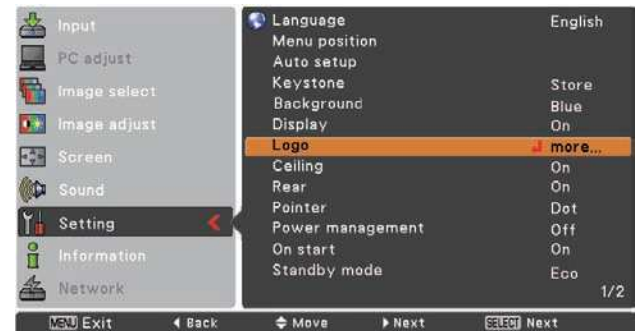 Input
PC adjust
Image select
Image adjust
Screen
Sound
Setting
Information
Network
Language English
Menu position
Auto setup
Keystone Store
Background Blue
Display On
Logo more...
Ceiling On
Rear On
Pointer Dot
Power management Off
On start On
Standby mode Eco
1/2
MENU Exit Back Move Next SELECT Next